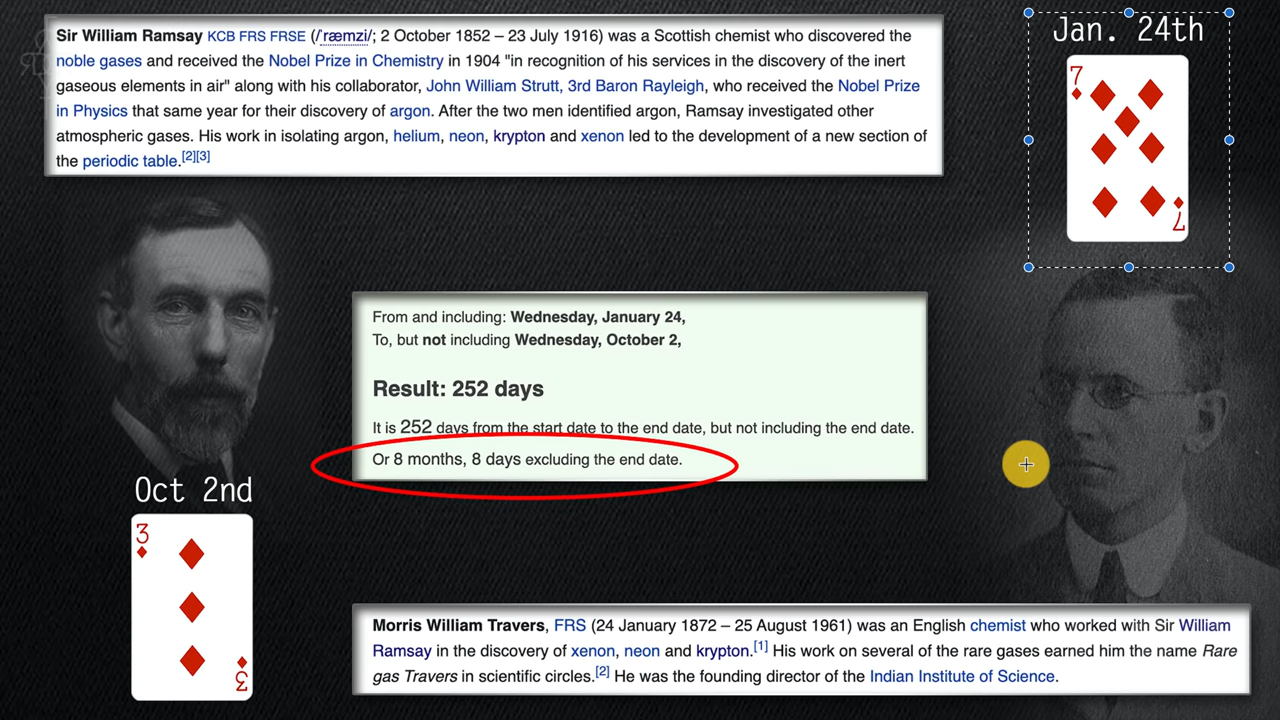 Sir William Ramsay KCB FRS FRSE (/ˈræmzi/; 2 October 1852 – 23 July 1916) was a Scottish chemist who discovered the
noble gases and received the Nobel Prize in Chemistry in 1904 "in recognition of his services in the discovery of the inert
gaseous elements in air" along with his collaborator, John William Strutt, 3rd Baron Rayleigh, who received the Nobel Prize
in Physics that same year for their discovery of argon. After the two men identified argon, Ramsay investigated other
atmospheric gases. His work in isolating argon, helium, neon, krypton and xenon led to the development of a new section of
the periodic table.[2][3]
Jan. 24th
7
7
From and including: Wednesday, January 24,
To, but not including Wednesday, October 2,
Result: 252 days
It is 252 days from the start date to the end date, but not including the end date.
Or 8 months, 8 days excluding the end date.
Oct 2nd
3
3
Morris William Travers, FRS (24 January 1872 – 25 August 1961) was an English chemist who worked with Sir William
Ramsay in the discovery of xenon, neon and krypton.[1] His work on several of the rare gases earned him the name Rare
gas Travers in scientific circles.[2] He was the founding director of the Indian Institute of Science.